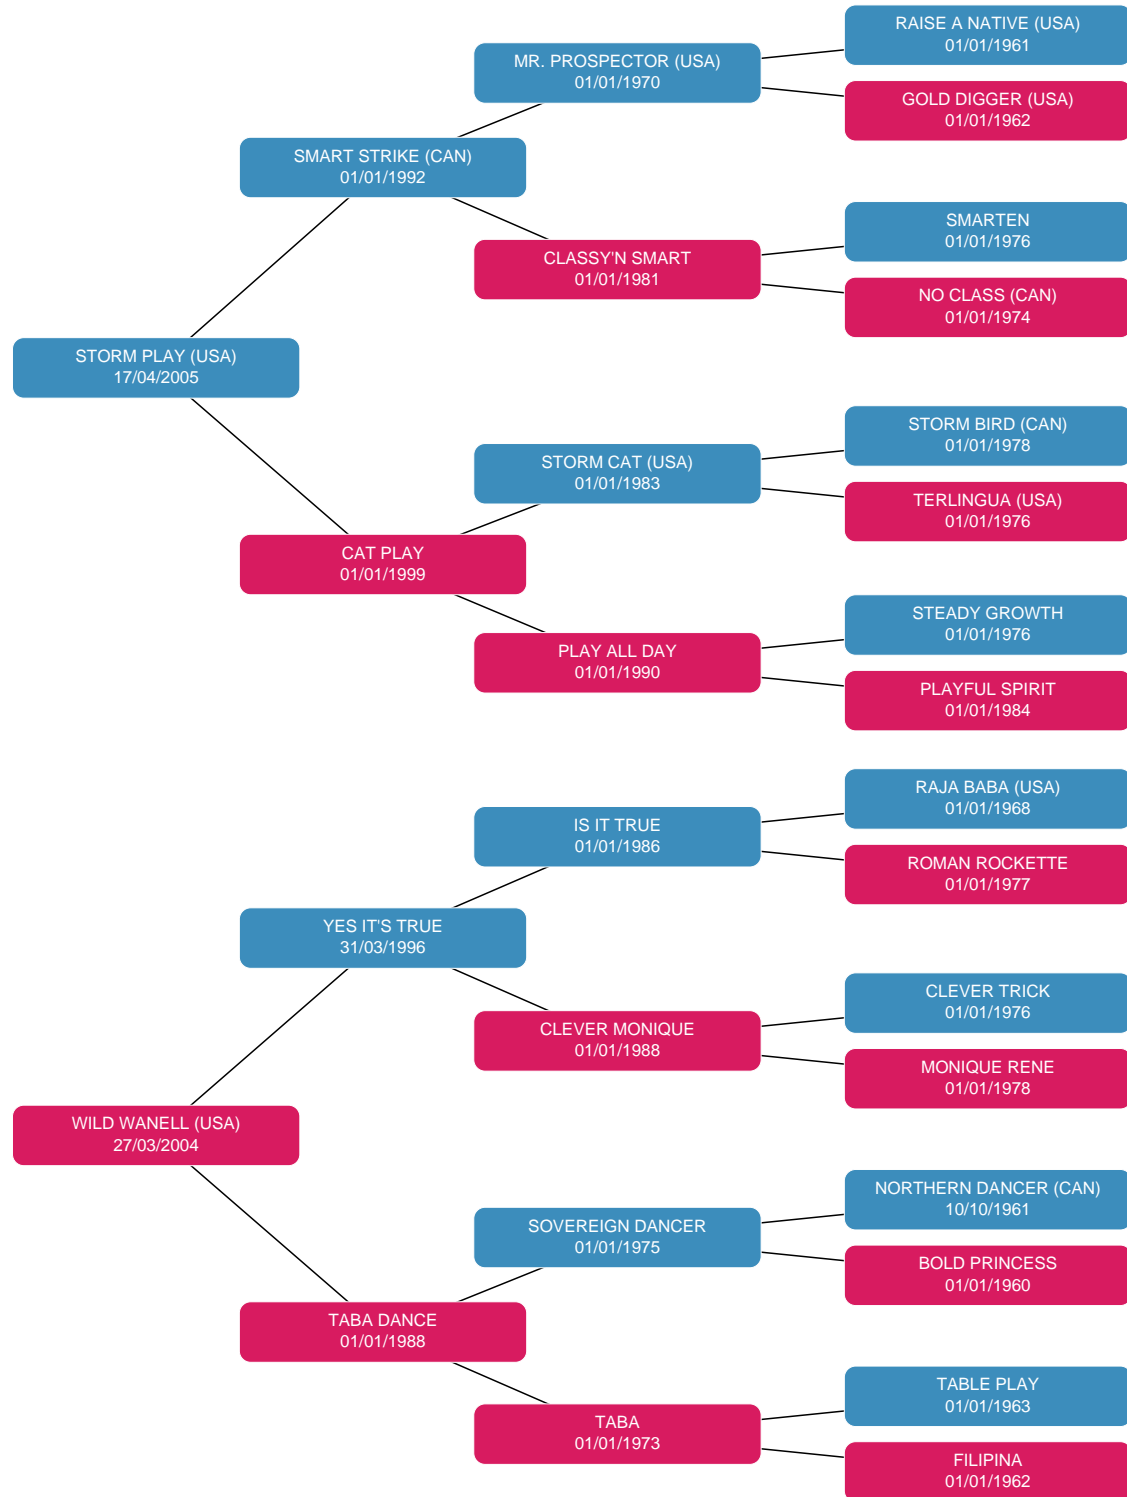 RAISE A NATIVE (USA)
01/01/1961
MR. PROSPECTOR (USA)
01/01/1970
GOLD DIGGER (USA)
01/01/1962
SMART STRIKE (CAN)
01/01/1992
SMARTEN
01/01/1976
CLASSY'N SMART
01/01/1981
NO CLASS (CAN)
01/01/1974
STORM PLAY (USA)
17/04/2005
STORM BIRD (CAN)
01/01/1978
STORM CAT (USA)
01/01/1983
TERLINGUA (USA)
01/01/1976
CAT PLAY
01/01/1999
STEADY GROWTH
01/01/1976
PLAY ALL DAY
01/01/1990
PLAYFUL SPIRIT
01/01/1984
RAJA BABA (USA)
01/01/1968
IS IT TRUE
01/01/1986
ROMAN ROCKETTE
01/01/1977
YES IT'S TRUE
31/03/1996
CLEVER TRICK
01/01/1976
CLEVER MONIQUE
01/01/1988
MONIQUE RENE
01/01/1978
WILD WANELL (USA)
27/03/2004
NORTHERN DANCER (CAN)
10/10/1961
SOVEREIGN DANCER
01/01/1975
BOLD PRINCESS
01/01/1960
TABA DANCE
01/01/1988
TABLE PLAY
01/01/1963
TABA
01/01/1973
FILIPINA
01/01/1962